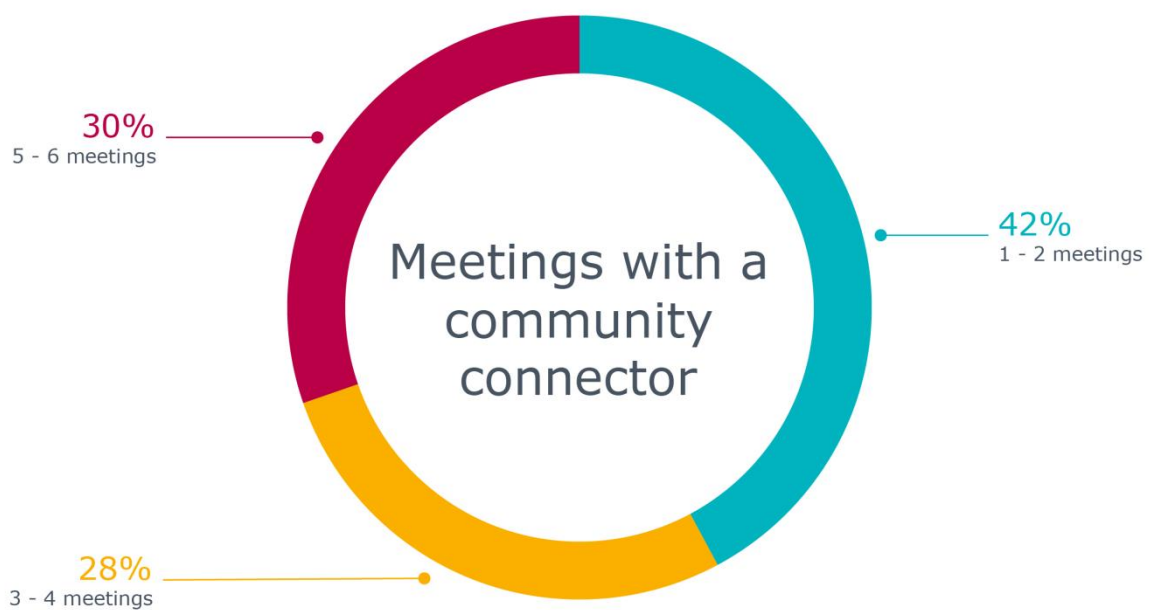 30%
5 - 6 meetings
42%
1 - 2 meetings
Meetings with a
community
connector
28%
3 - 4 meetings